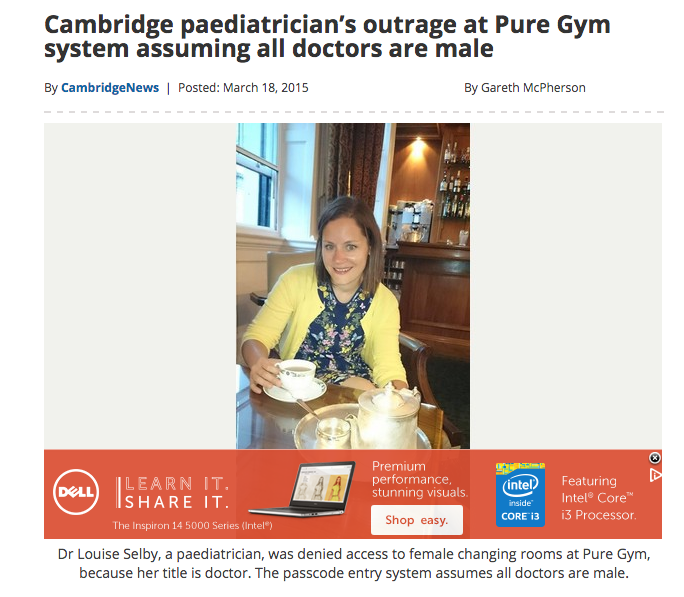 Cambridge paediatrician's outrage at Pure Gym
system assuming all doctors are male
By CambridgeNews | Posted: March 18, 2015 By Gareth McPherson
DELL
LEARN IT.
SHARE IT.
The Inspiron 14 5000 Series (Intel®)
Premium
performance,
stunning visuals.
Shop easy.
intel
inside®
CORE™ i3
Featuring
Intel® Core™
i3 Processor.
Dr Louise Selby, a paediatrician, was denied access to female changing rooms at Pure Gym,
because her title is doctor. The passcode entry system assumes all doctors are male.